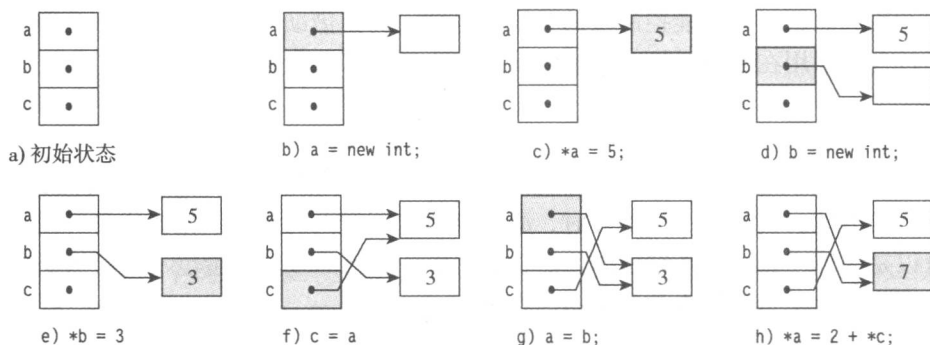 a
b
c
a) 初始状态
a
b
c
b) a = new int;
a
b
c
5
c) *a = 5;
a
b
c
5
d) b = new int;
a
b
c
5
3
e) *b = 3
a
b
c
5
3
f) c = a
a
b
c
5
3
g) a = b;
a
b
c
5
7
h) *a = 2 + *c;